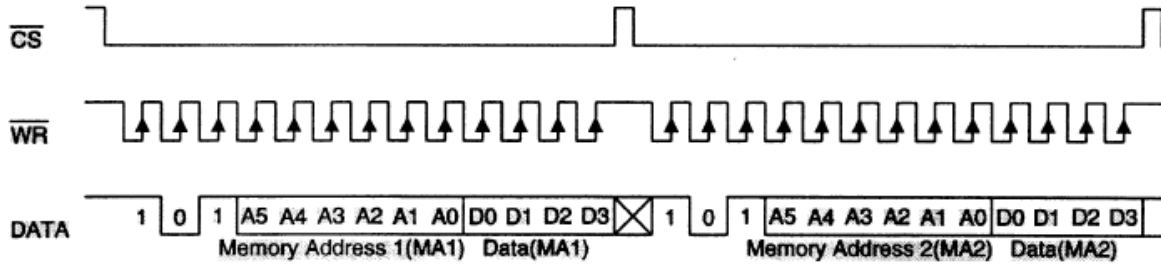 CS
WR
DATA 1 0 1 A5 A4 A3 A2 A1 A0 D0 D1 D2 D3 1 0 1 A5 A4 A3 A2 A1 A0 D0 D1 D2 D3
Memory Address 1(MA1) Data(MA1) Memory Address 2(MA2) Data(MA2)